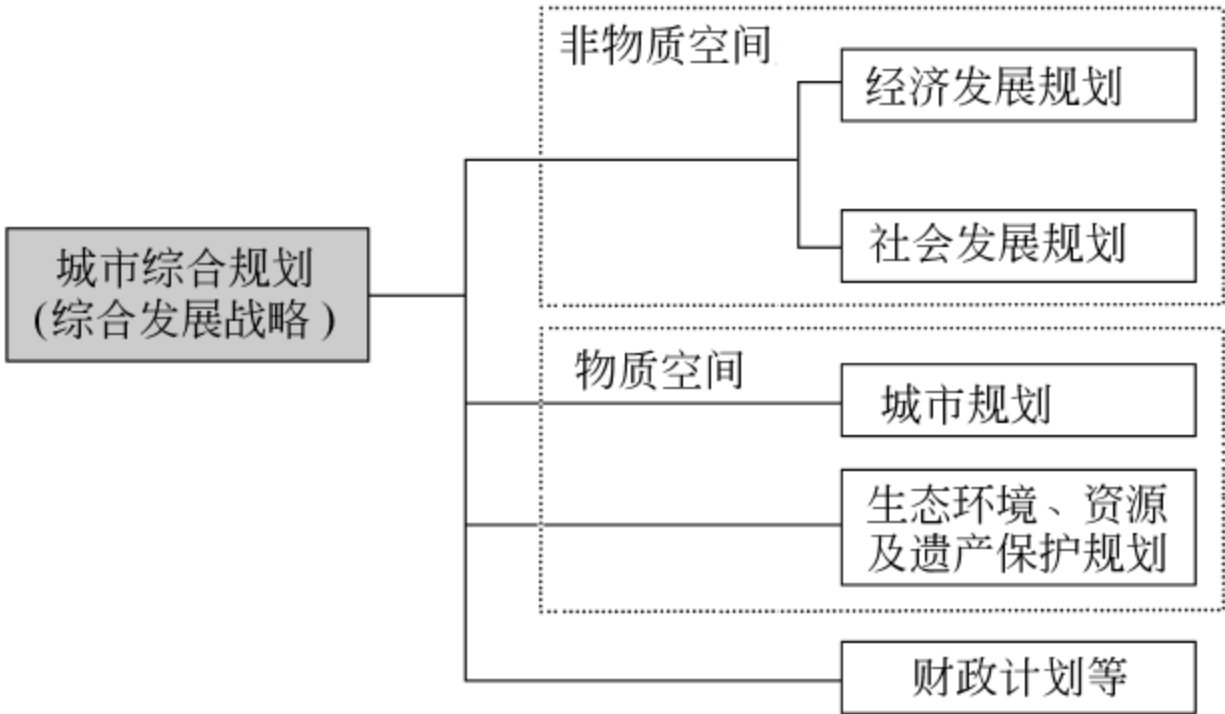 非物质空间
经济发展规划
社会发展规划
城市综合规划
(综合发展战略)
物质空间
城市规划
生态环境、资源
及遗产保护规划
财政计划等